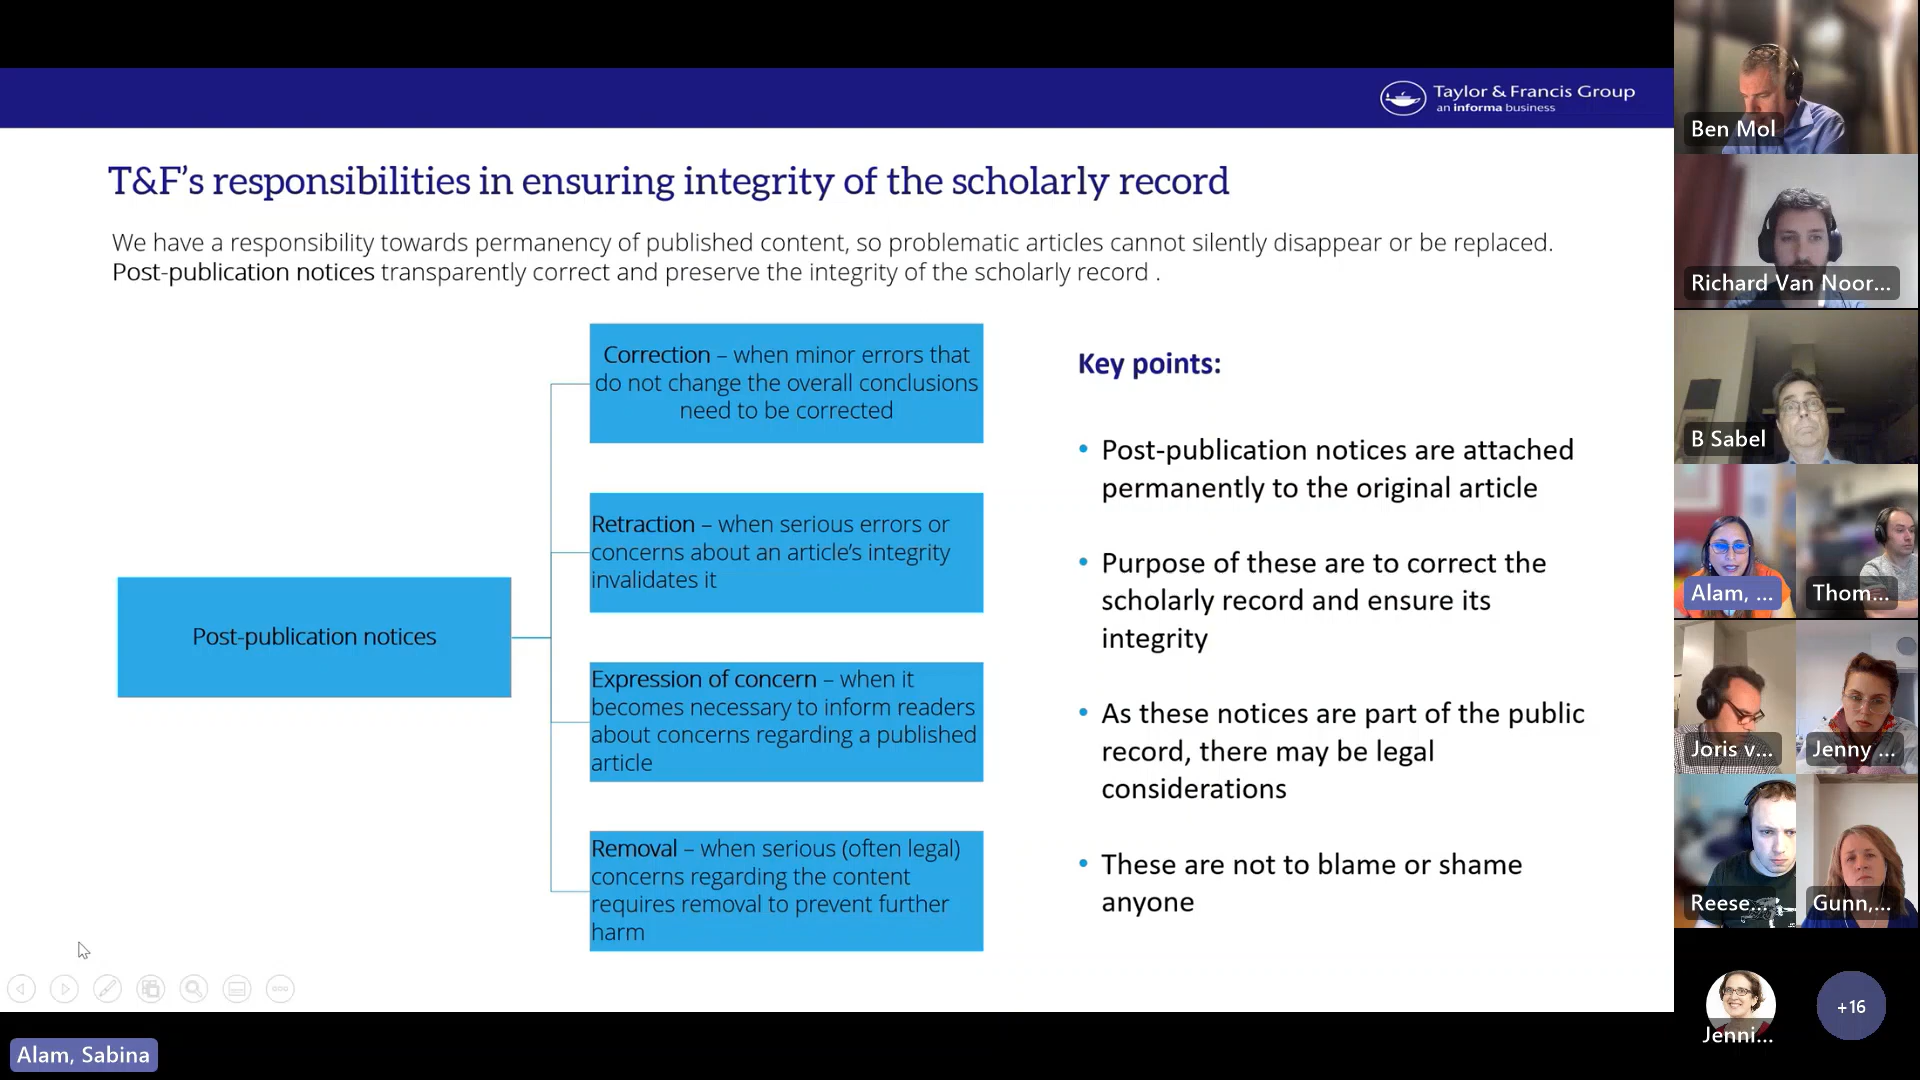 Taylor & Francis Group
an informa business
T&F's responsibilities in ensuring integrity of the scholarly record
We have a responsibility towards permanency of published content, so problematic articles cannot silently disappear or be replaced.
Post-publication notices transparently correct and preserve the integrity of the scholarly record .
Post-publication notices
Correction – when minor errors that
do not change the overall conclusions
need to be corrected
Retraction – when serious errors or
concerns about an article's integrity
invalidates it
Expression of concern – when it
becomes necessary to inform readers
about concerns regarding a published
article
Removal – when serious (often legal)
concerns regarding the content
requires removal to prevent further
harm
Key points:
• Post-publication notices are attached
permanently to the original article
• Purpose of these are to correct the
scholarly record and ensure its
integrity
• As these notices are part of the public
record, there may be legal
considerations
• These are not to blame or shame
anyone
Alam, Sabina
Ben Mol
Richard Van Noor...
B Sabel
Alam, ...
Thom...
Joris v...
Jenny ...
Reese...
Gunn,...
Jenni...
+16